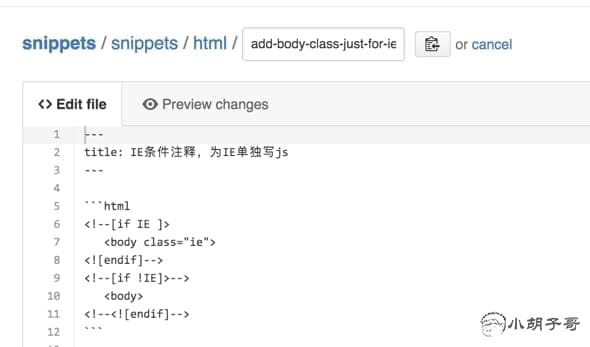 snippets / snippets / html / add-body-class-just-for-ie or cancel
<> Edit file Preview changes
1 ---
2 title: IE条件注释，为IE单独写js
3 ---
4
5 ```html
6 <!--[if IE ]>
7 <body class="ie">
8 <![endif]-->
9 <!--[if !IE]>-->
10 <body>
11 <!--<![endif]-->
12 ```
小胡子哥